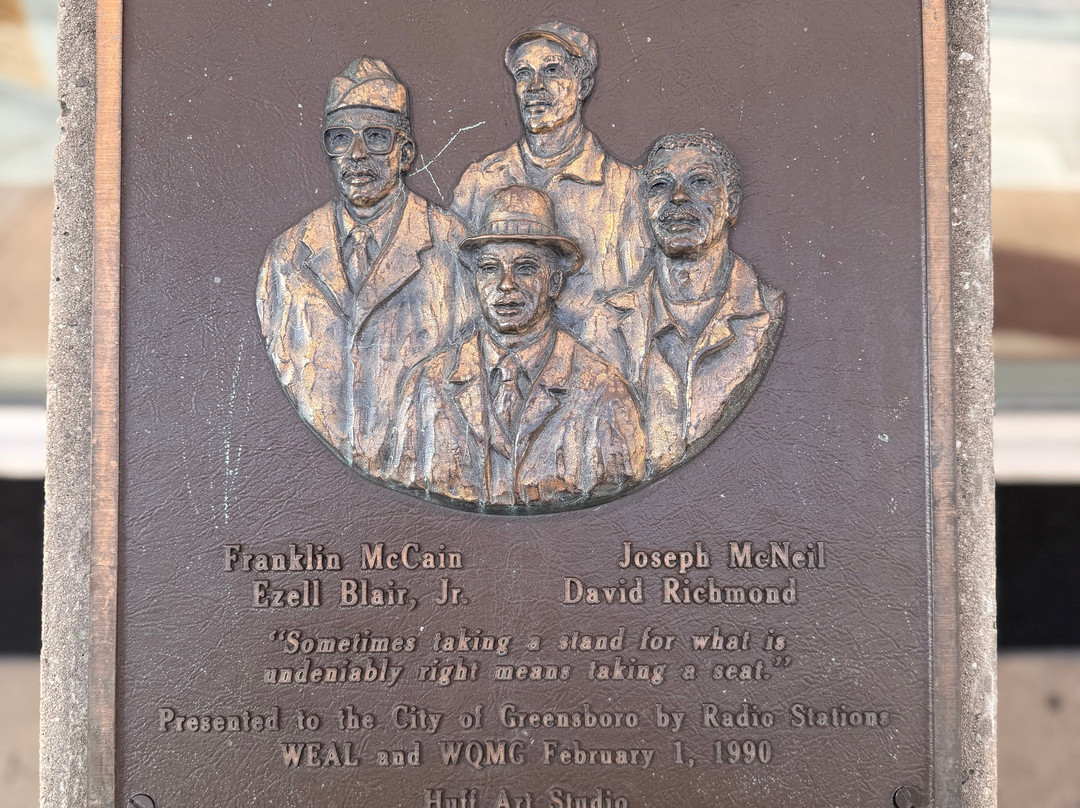 Franklin McCain Joseph McNeil
Ezell Blair, Jr. David Richmond
“Sometimes taking a stand for what is
undeniably right means taking a seat.”
Presented to the City of Greensboro by Radio Stations
WEAL and WQMG February 1, 1990
Huff Art Studio